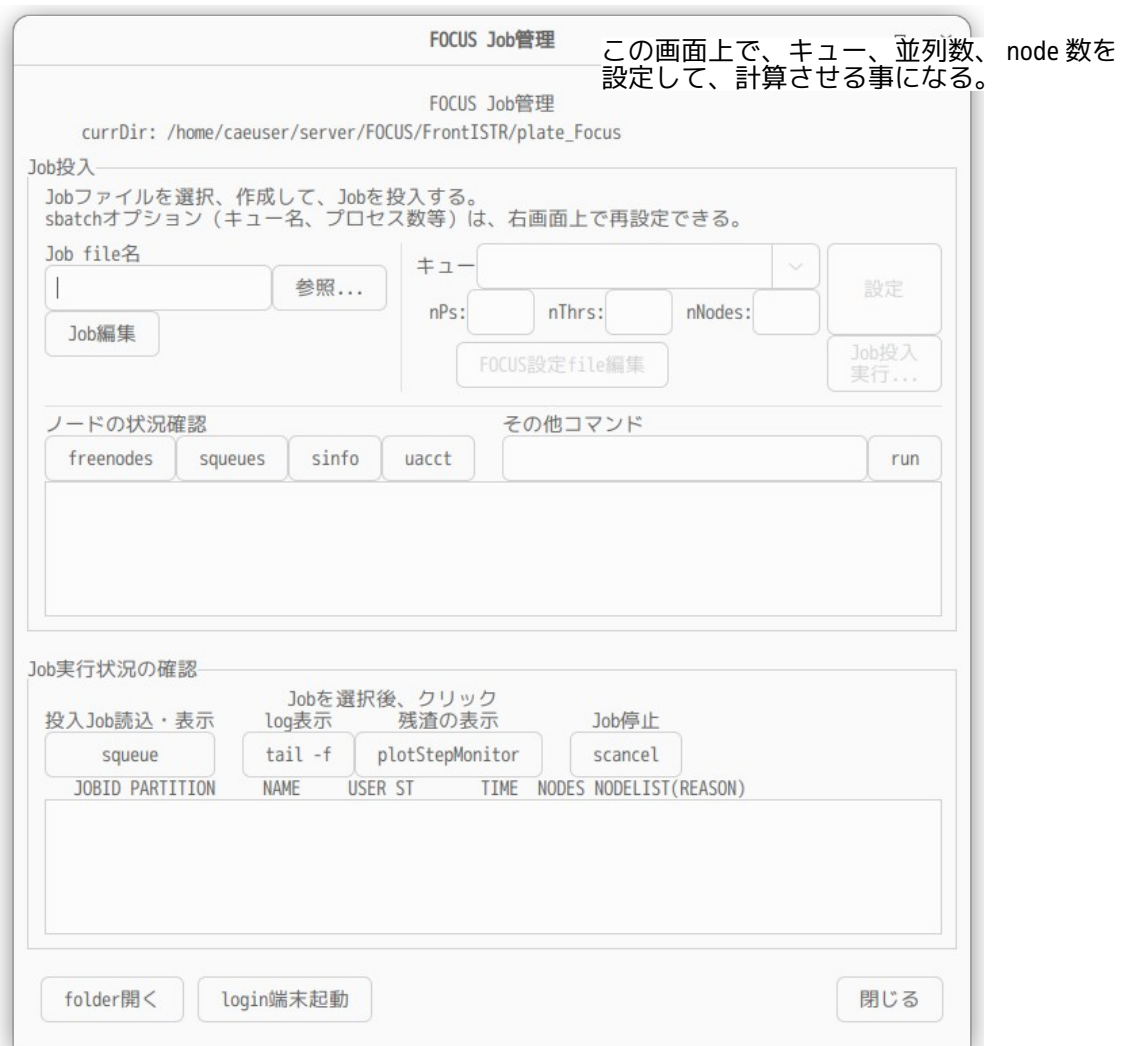 FOCUS Job管理
この画面上で、キュー、並列数、 node 数を
設定して、計算させる事になる。
FOCUS Job管理
currDir: /home/caeuser/server/FOCUS/FrontISTR/plate_Focus
Job投入
Jobファイルを選択、作成して、Jobを投入する。
sbatchオプション（キュー名、プロセス数等）は、右画面上で再設定できる。
Job file名
参照...
Job編集
キュー
設定
nPs: nThrs: nNodes:
FOCUS設定file編集
Job投入
実行...
ノードの状況確認
freenodes squeues sinfo uacct
その他コマンド
run
Job実行状況の確認
Jobを選択後、クリック
投入Job読込・表示 log表示 残渣の表示 Job停止
squeue tail -f plotStepMonitor scancel
JOBID PARTITION NAME USER ST TIME NODES NODELIST(REASON)
folder開く login端末起動 閉じる